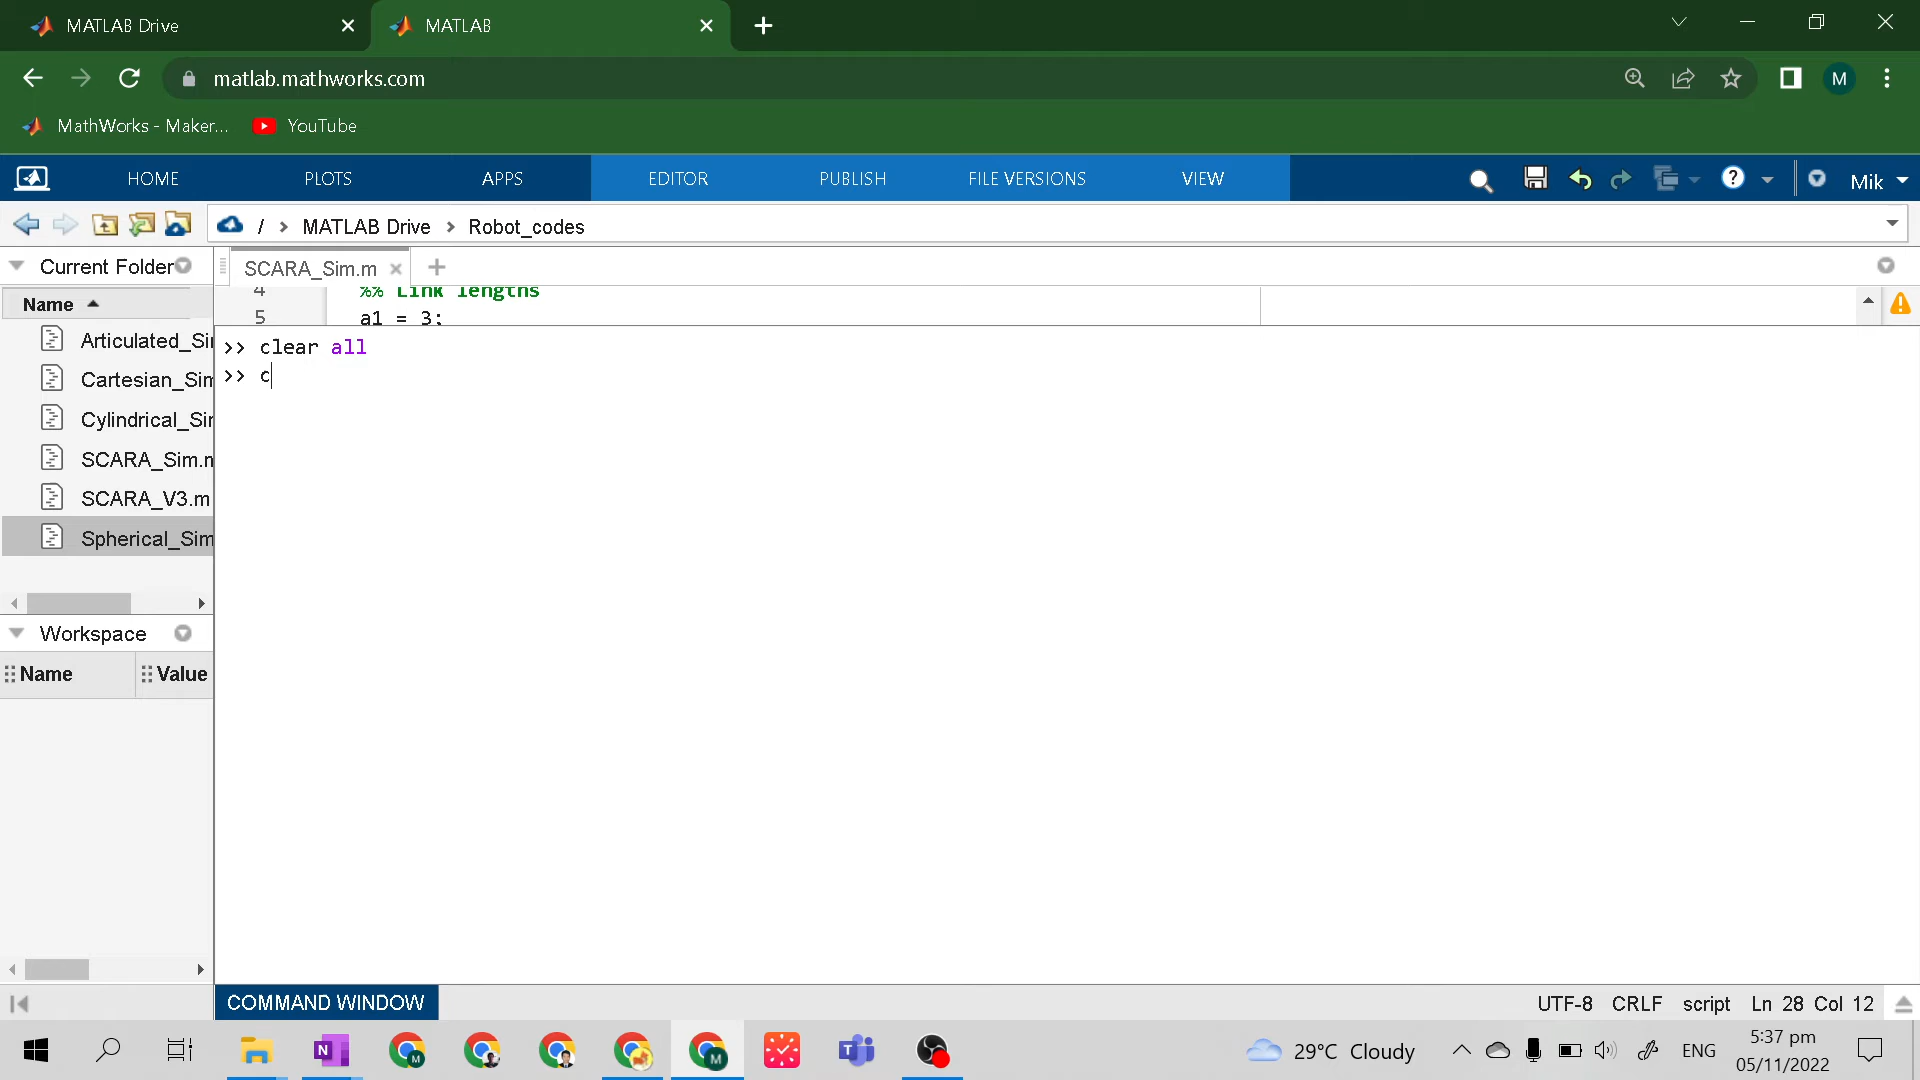 MATLAB Drive
MATLAB
matlab.mathworks.com
M
MathWorks - Maker...
YouTube
HOME
PLOTS
APPS
EDITOR
PUBLISH
FILE VERSIONS
VIEW
Mik
/ › MATLAB Drive › Robot_codes
Current Folder
SCARA_Sim.m
Name
4 %% Link lengths
5 a1 = 3;
Articulated_Si
Cartesian_Sim
Cylindrical_Si
SCARA_Sim.m
SCARA_V3.m
Spherical_Sim
>> clear all
>> c
Workspace
Name
Value
COMMAND WINDOW
UTF-8 CRLF script Ln 28 Col 12
29°C Cloudy
ENG
5:37 pm
05/11/2022